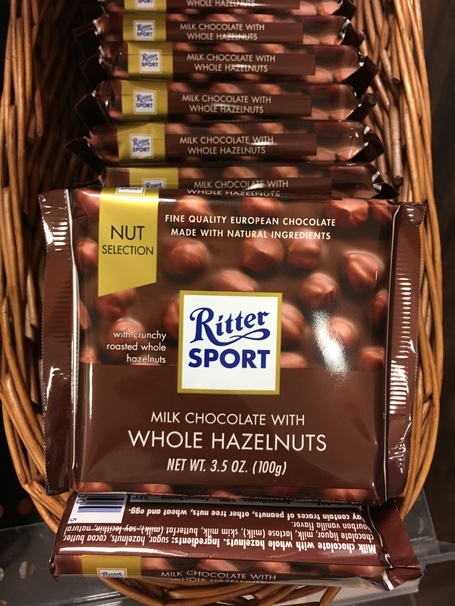 WHOLE HAZELNUTS
Ritter
SPORT
MILK CHOCOLATE WITH
WHOLE HAZELNUTS
Ritter
SPORT
MILK CHOCOLATE WITH
WHOLE HAZELNUTS
Ritter
SPORT
MILK CHOCOLATE WITH
WHOLE HAZELNUTS
Ritter
SPORT
MILK CHOCOLATE WITH
WHOLE HAZELNUTS
Ritter
MILK CHOCOLATE WITH
WHOLE HAZELNUTS
NUT
SELECTION
FINE QUALITY EUROPEAN CHOCOLATE
MADE WITH NATURAL INGREDIENTS
with crunchy
roasted whole
hazelnuts
Ritter
SPORT
MILK CHOCOLATE WITH
WHOLE HAZELNUTS
NET WT. 3.5 OZ. (100g)
Milk chocolate with whole hazelnuts: Ingredients: sugar, hazelnuts, cocoa butter,
chocolate liquor, milk, lactose (milk), skim milk, butterfat (milk), soy lecithin, natural
bourbon vanilla flavor.
may contain traces of peanuts, other nuts, wheat and egg.
MILK CHOCOLATE WITH
WHOLE HAZELNUTS